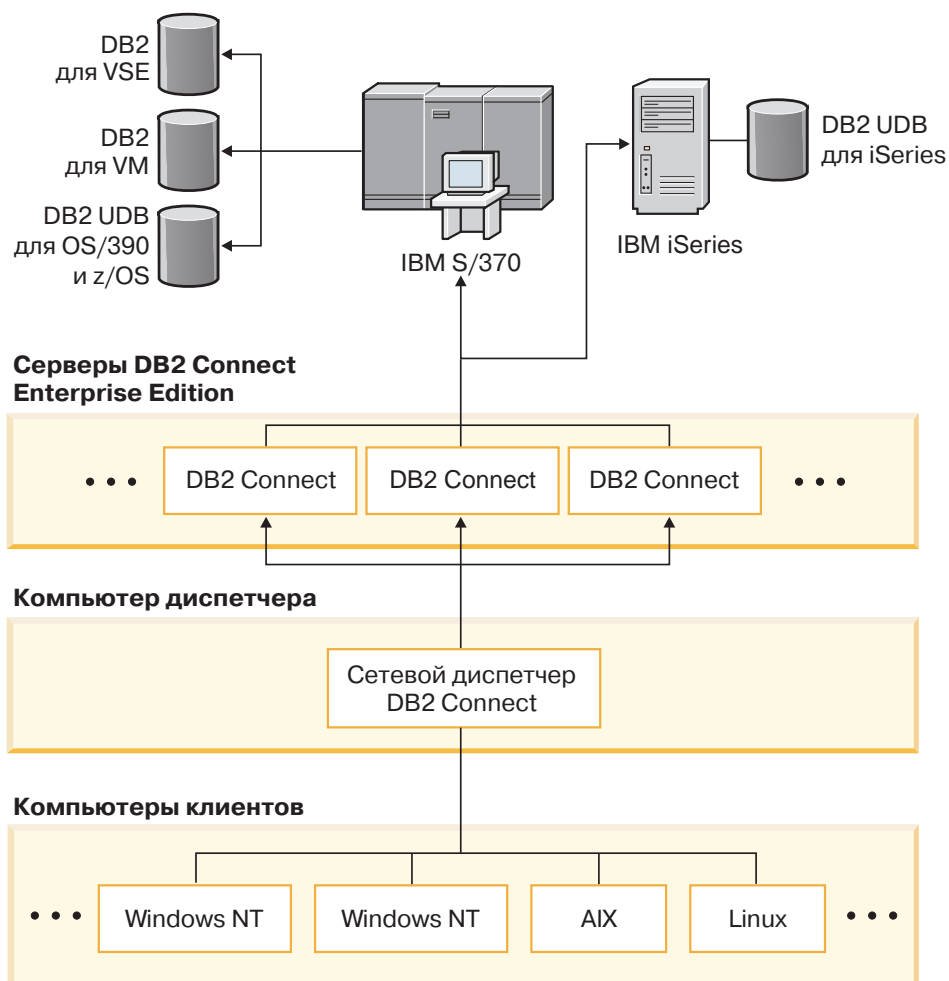 DB2
для VSE
DB2
для VM
DB2 UDB
для OS/390
и z/OS
IBM S/370
IBM iSeries
DB2 UDB
для iSeries
Серверы DB2 Connect
Enterprise Edition
DB2 Connect
DB2 Connect
DB2 Connect
Компьютер диспетчера
Сетевой диспетчер
DB2 Connect
Компьютеры клиентов
Windows NT
Windows NT
AIX
Linux